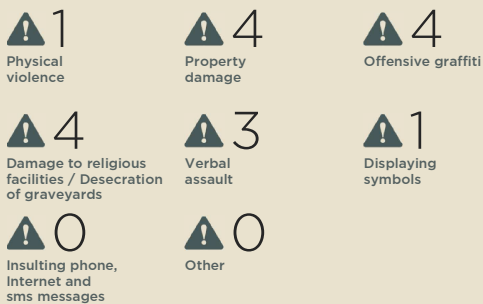 1
Physical
violence
4
Property
damage
4
Offensive graffiti
4
Damage to religious
facilities / Desecration
of graveyards
3
Verbal
assault
1
Displaying
symbols
0
Insulting phone,
Internet and
sms messages
0
Other